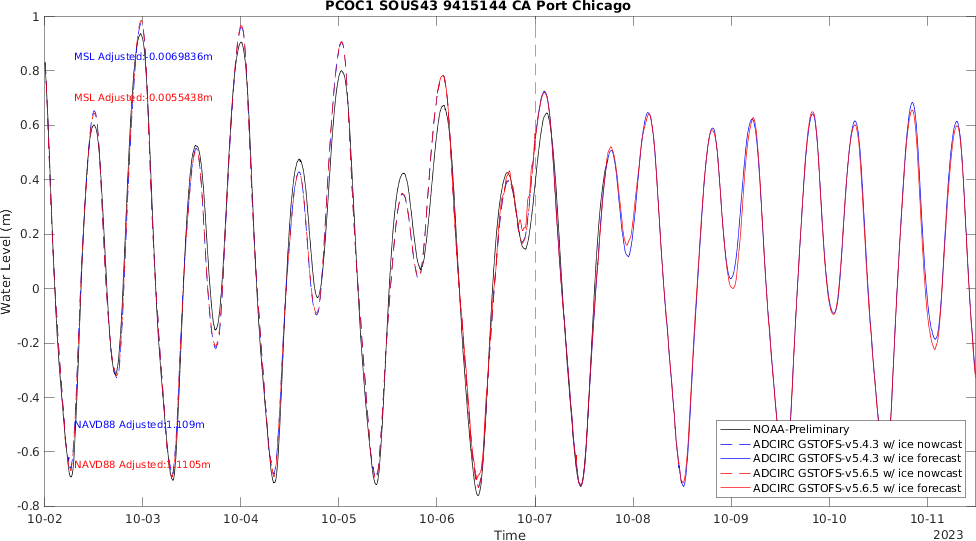 PCOC1 SOUS43 9415144 CA Port Chicago
1
0.8
0.6
0.4
0.2
0
-0.2
-0.4
-0.6
-0.8
Water Level (m)
MSL Adjusted:-0.0069836m
MSL Adjusted:-0.0055438m
NAVD88 Adjusted:1.109m
NAVD88 Adjusted:1.1105m
NOAA-Preliminary
ADCIRC GSTOFS-v5.4.3 w/ ice nowcast
ADCIRC GSTOFS-v5.4.3 w/ ice forecast
ADCIRC GSTOFS-v5.6.5 w/ ice nowcast
ADCIRC GSTOFS-v5.6.5 w/ ice forecast
10-02 10-03 10-04 10-05 10-06 10-07 10-08 10-09 10-10 10-11
Time
2023